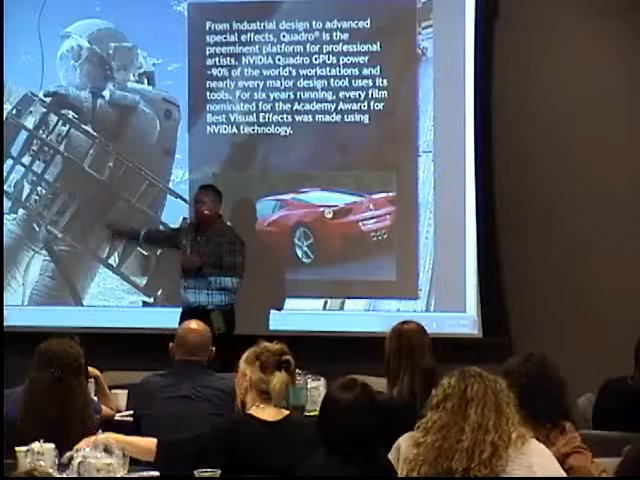 From industrial design to advanced
special effects, Quadro® is the
preeminent platform for professional
artists. NVIDIA Quadro GPUs power
~90% of the world's workstations and
nearly every major design tool uses its
tools. For six years running, every film
nominated for the Academy Award for
Best Visual Effects was made using
NVIDIA technology.